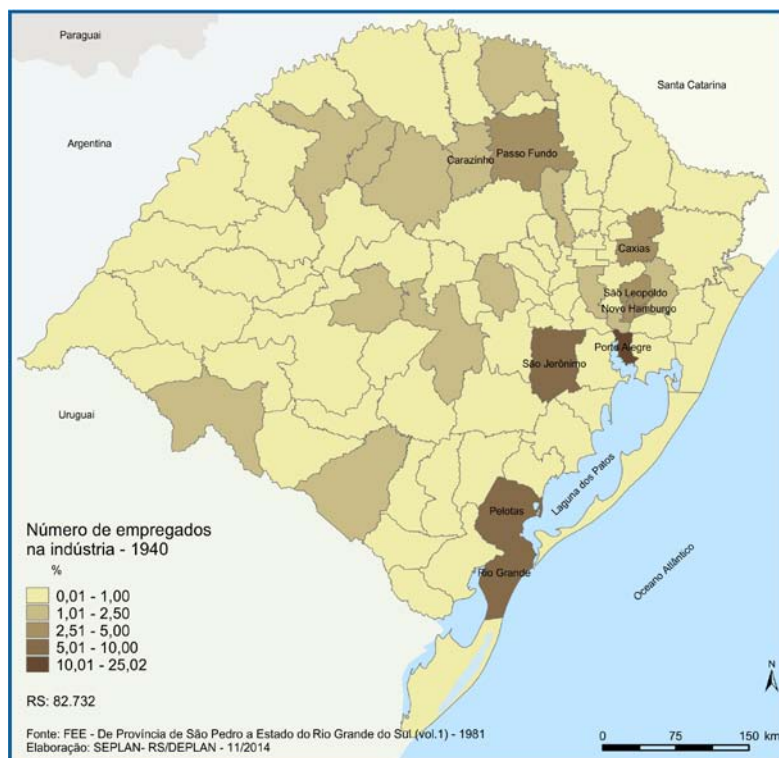 Paraguai
Santa Catarina
Argentina
Carazinho
Passo Fundo
Caxias
São Leopoldo
Novo Hamburgo
Porto Alegre
São Jerônimo
Uruguai
Laguna dos Patos
Pelotas
Rio Grande
Oceano Atlântico
Número de empregados
na indústria - 1940
%
0,01 - 1,00
1,01 - 2,50
2,51 - 5,00
5,01 - 10,00
10,01 - 25,02
RS: 82.732
N
Fonte: FEE - De Província de São Pedro a Estado do Rio Grande do Sul (vol.1) - 1981
Elaboração: SEPLAN- RS/DEPLAN - 11/2014
0 75 150 km